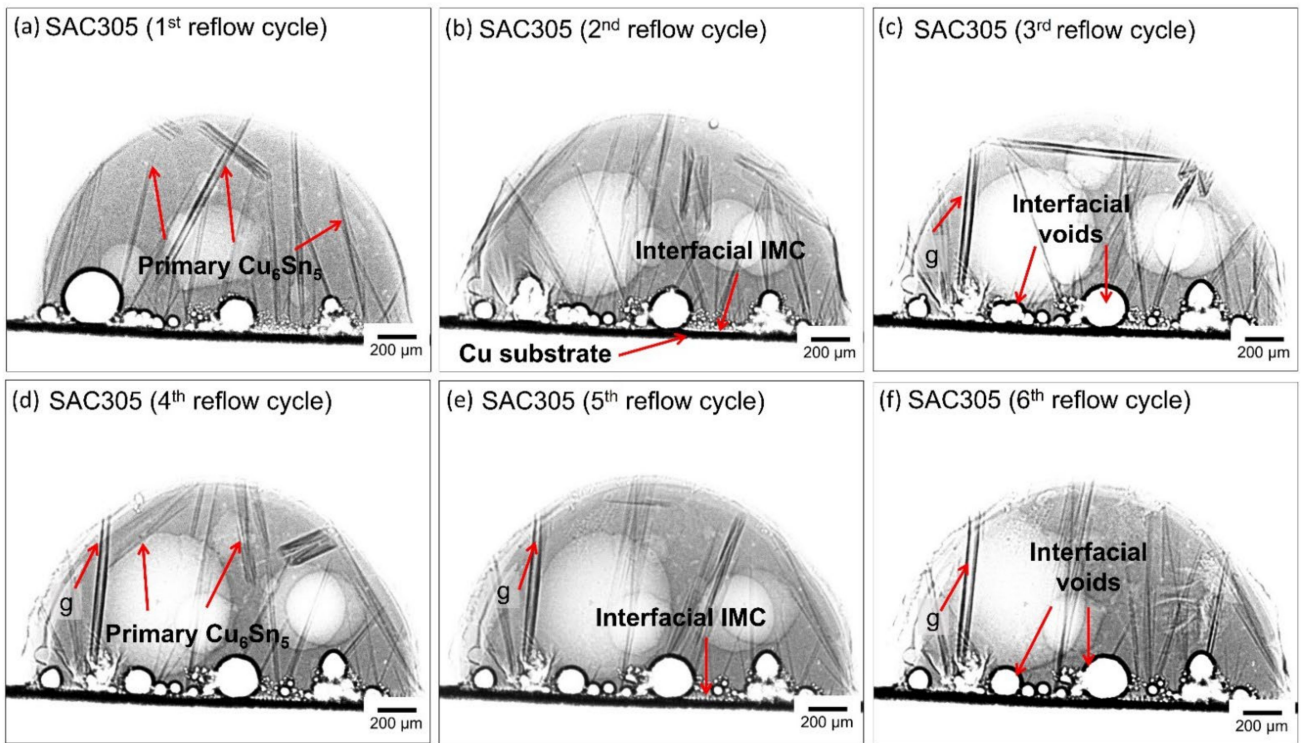 (a) SAC305 (1st reflow cycle)
Primary Cu6Sn5
200 µm
(b) SAC305 (2nd reflow cycle)
Interfacial IMC
Cu substrate
200 µm
(c) SAC305 (3rd reflow cycle)
Interfacial
voids
g
200 µm
(d) SAC305 (4th reflow cycle)
g
Primary Cu6Sn5
200 µm
(e) SAC305 (5th reflow cycle)
g
Interfacial IMC
200 µm
(f) SAC305 (6th reflow cycle)
Interfacial
voids
g
200 µm